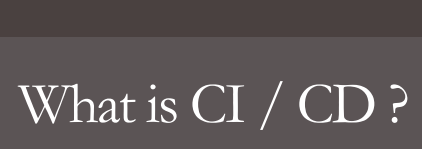 What is CI / CD ?